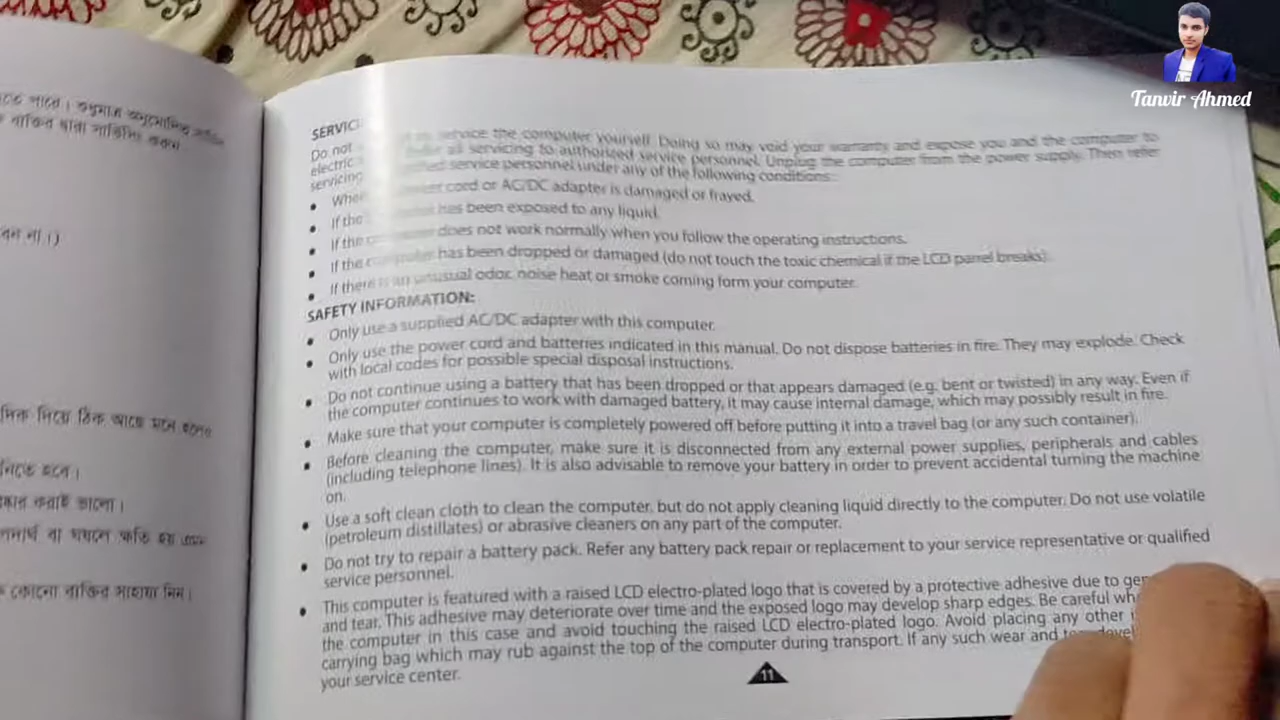 ব্যক্তির দ্বারা সার্ভিসিং করুন
Tanvir Ahmed
SERVIC
Do not service the computer yourself. Doing so may void your warranty and expose you and the computer to
electric all servicing to authorized service personnel. Unplug the computer from the power supply. Then refer
servicing service personnel under any of the following conditions:
• Whe cord or AC/DC adapter is damaged or frayed.
• If the has been exposed to any liquid.
• If the does not work normally when you follow the operating instructions.
• If the computer has been dropped or damaged (do not touch the toxic chemical if the LCD panel breaks).
• If there is an unusual odor, noise heat or smoke coming form your computer.
SAFETY INFORMATION:
• Only use a supplied AC/DC adapter with this computer.
• Only use the power cord and batteries indicated in this manual. Do not dispose batteries in fire. They may explode. Check
with local codes for possible special disposal instructions.
• Do not continue using a battery that has been dropped or that appears damaged (e.g. bent or twisted) in any way. Even if
the computer continues to work with damaged battery, it may cause internal damage, which may possibly result in fire.
• Make sure that your computer is completely powered off before putting it into a travel bag (or any such container).
• Before cleaning the computer, make sure it is disconnected from any external power supplies, peripherals and cables
(including telephone lines). It is also advisable to remove your battery in order to prevent accidental turning the machine
on.
• Use a soft clean cloth to clean the computer, but do not apply cleaning liquid directly to the computer. Do not use volatile
(petroleum distillates) or abrasive cleaners on any part of the computer.
• Do not try to repair a battery pack. Refer any battery pack repair or replacement to your service representative or qualified
service personnel.
• This computer is featured with a raised LCD electro-plated logo that is covered by a protective adhesive due to gen
and tear. This adhesive may deteriorate over time and the exposed logo may develop sharp edges. Be careful wh
the computer in this case and avoid touching the raised LCD electro-plated logo. Avoid placing any other
carrying bag which may rub against the top of the computer during transport. If any such wear and
your service center.
11